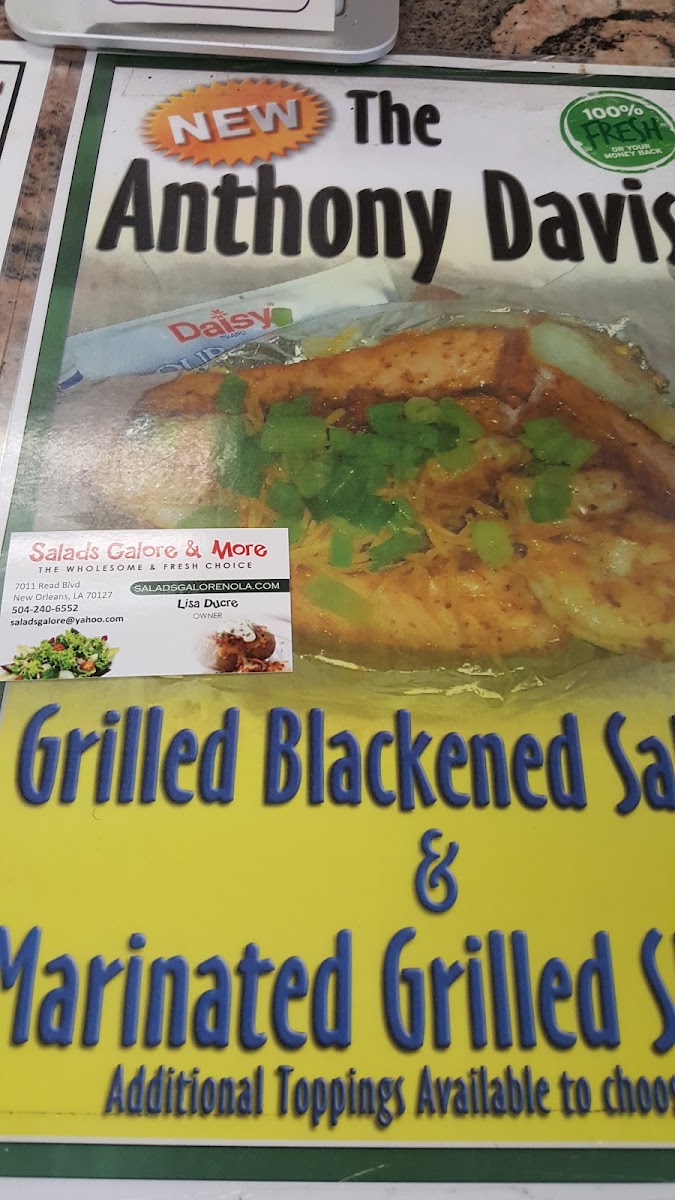 NEW The
100%
FRESH
OR YOUR
MONEY BACK
Anthony Davis
Daisy
Salads Galore & More
THE WHOLESOME & FRESH CHOICE
7011 Read Blvd
New Orleans, LA 70127
504-240-6552
saladsgalore@yahoo.com
SALADSGALORENOLA.COM
Lisa Ducre
OWNER
Grilled Blackened Sal
&
Marinated Grilled S
Additional Toppings Available to choos